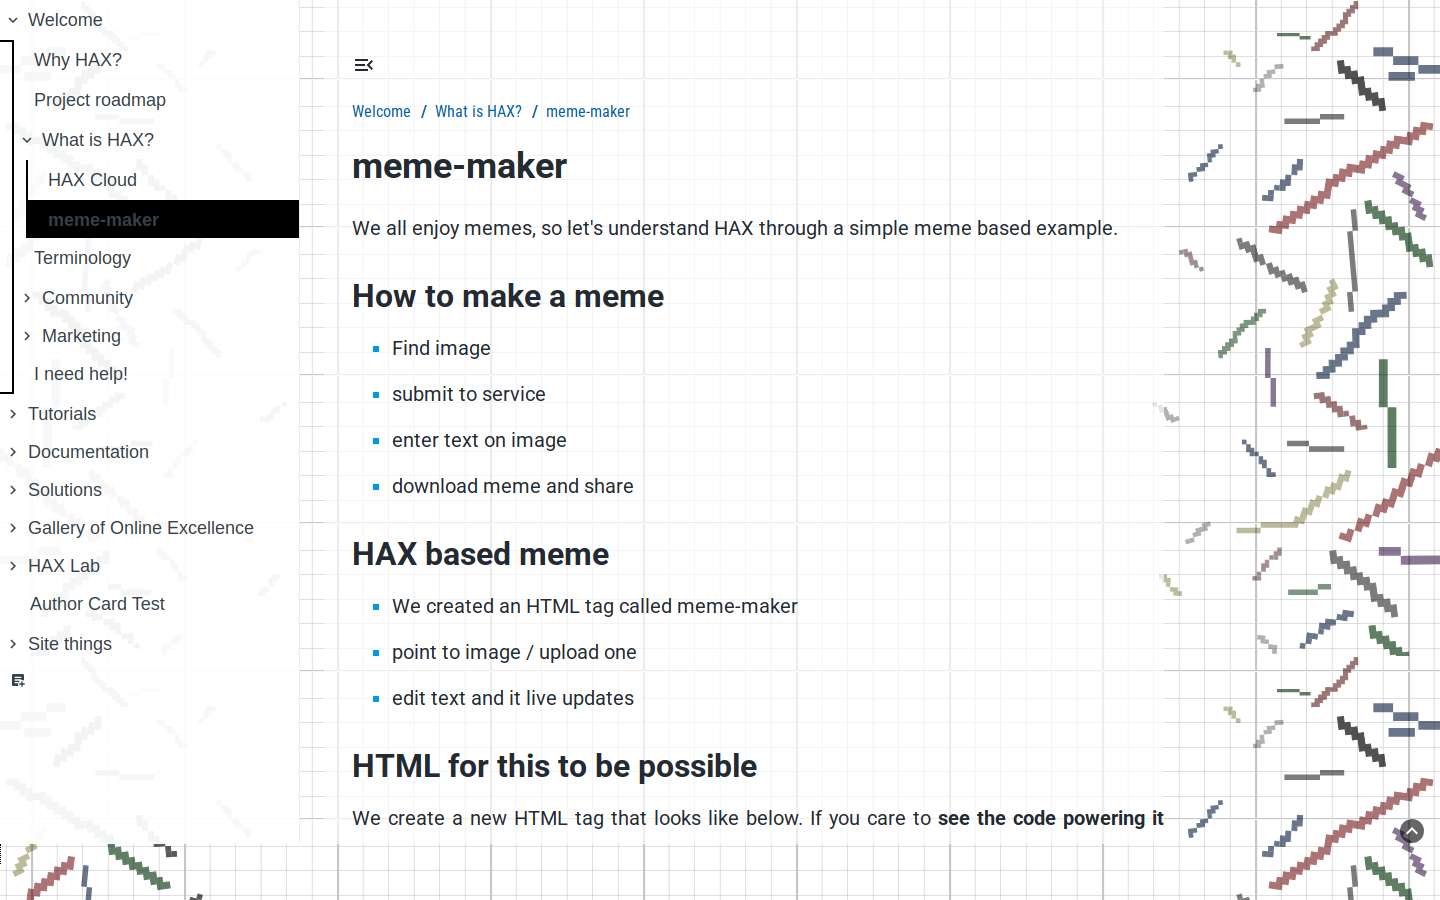 Welcome
Why HAX?
Project roadmap
What is HAX?
HAX Cloud
meme-maker
Terminology
Community
Marketing
I need help!
Tutorials
Documentation
Solutions
Gallery of Online Excellence
HAX Lab
Author Card Test
Site things
Welcome / What is HAX? / meme-maker
meme-maker
We all enjoy memes, so let's understand HAX through a simple meme based example.
How to make a meme
Find image
submit to service
enter text on image
download meme and share
HAX based meme
We created an HTML tag called meme-maker
point to image / upload one
edit text and it live updates
HTML for this to be possible
We create a new HTML tag that looks like below. If you care to see the code powering it